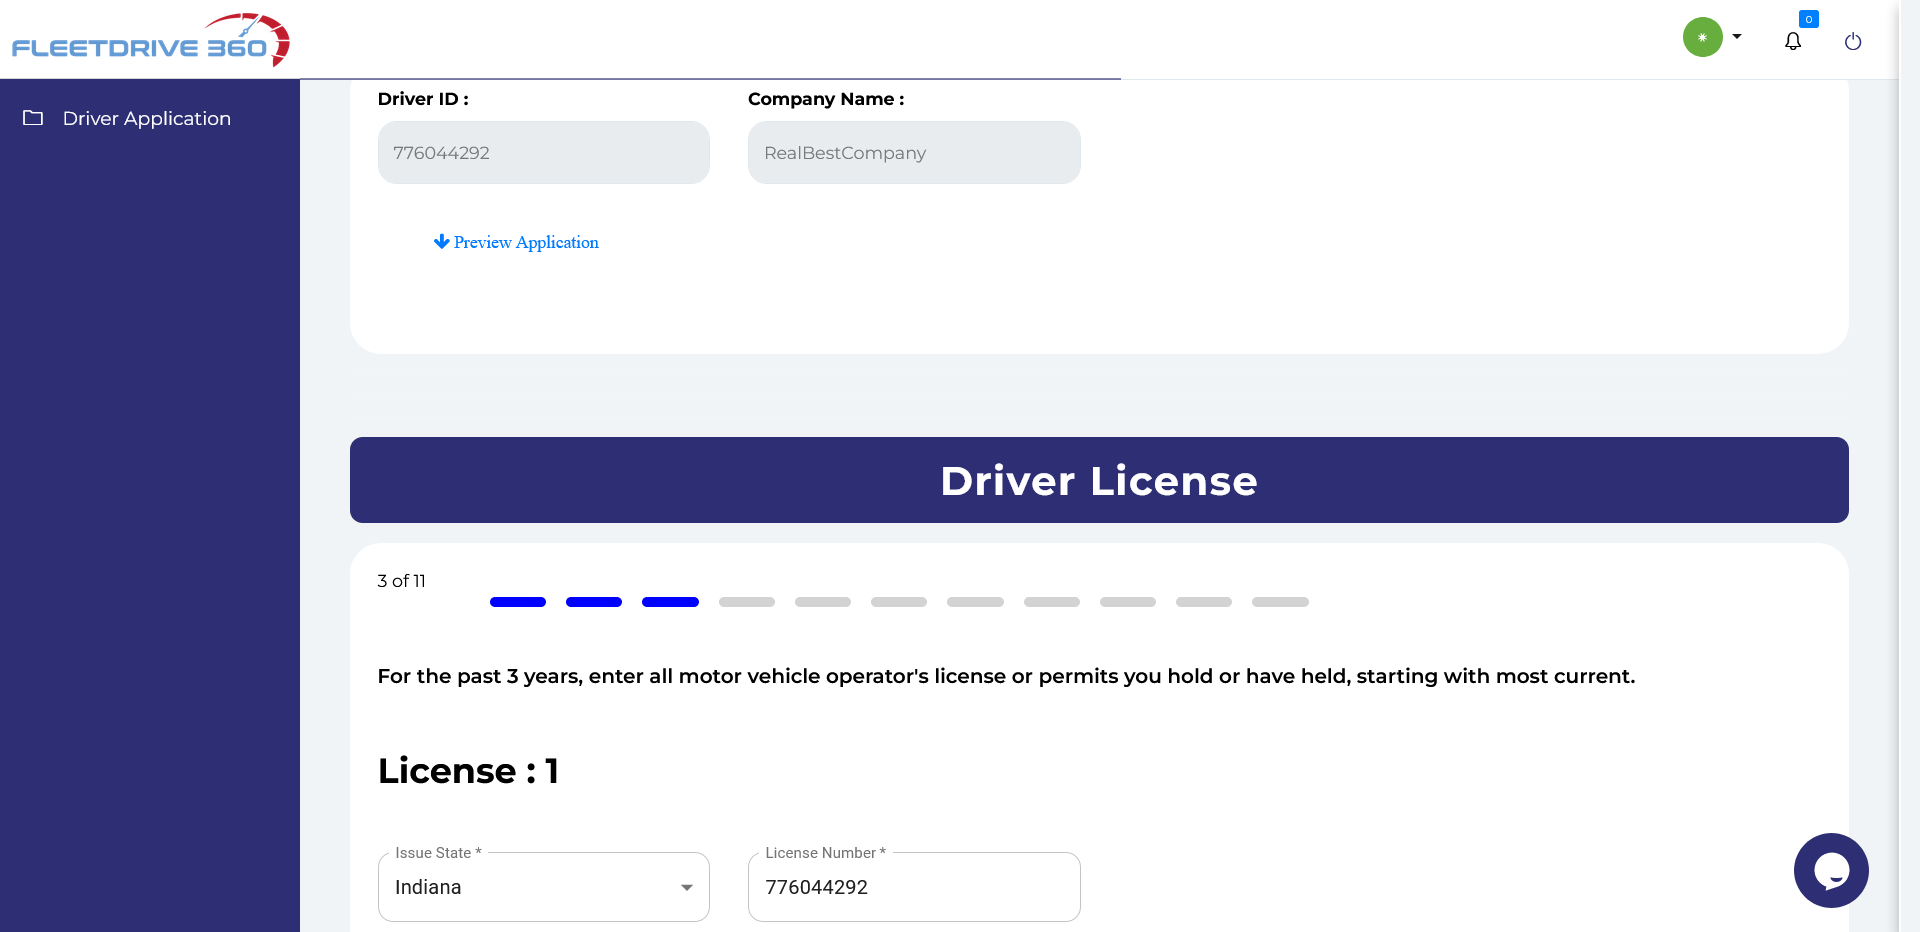 FLEETDRIVE 360
0
Driver Application
Driver ID :
Company Name :
776044292
RealBestCompany
Preview Application
Driver License
3 of 11
For the past 3 years, enter all motor vehicle operator's license or permits you hold or have held, starting with most current.
License : 1
Issue State *
License Number *
Indiana
776044292